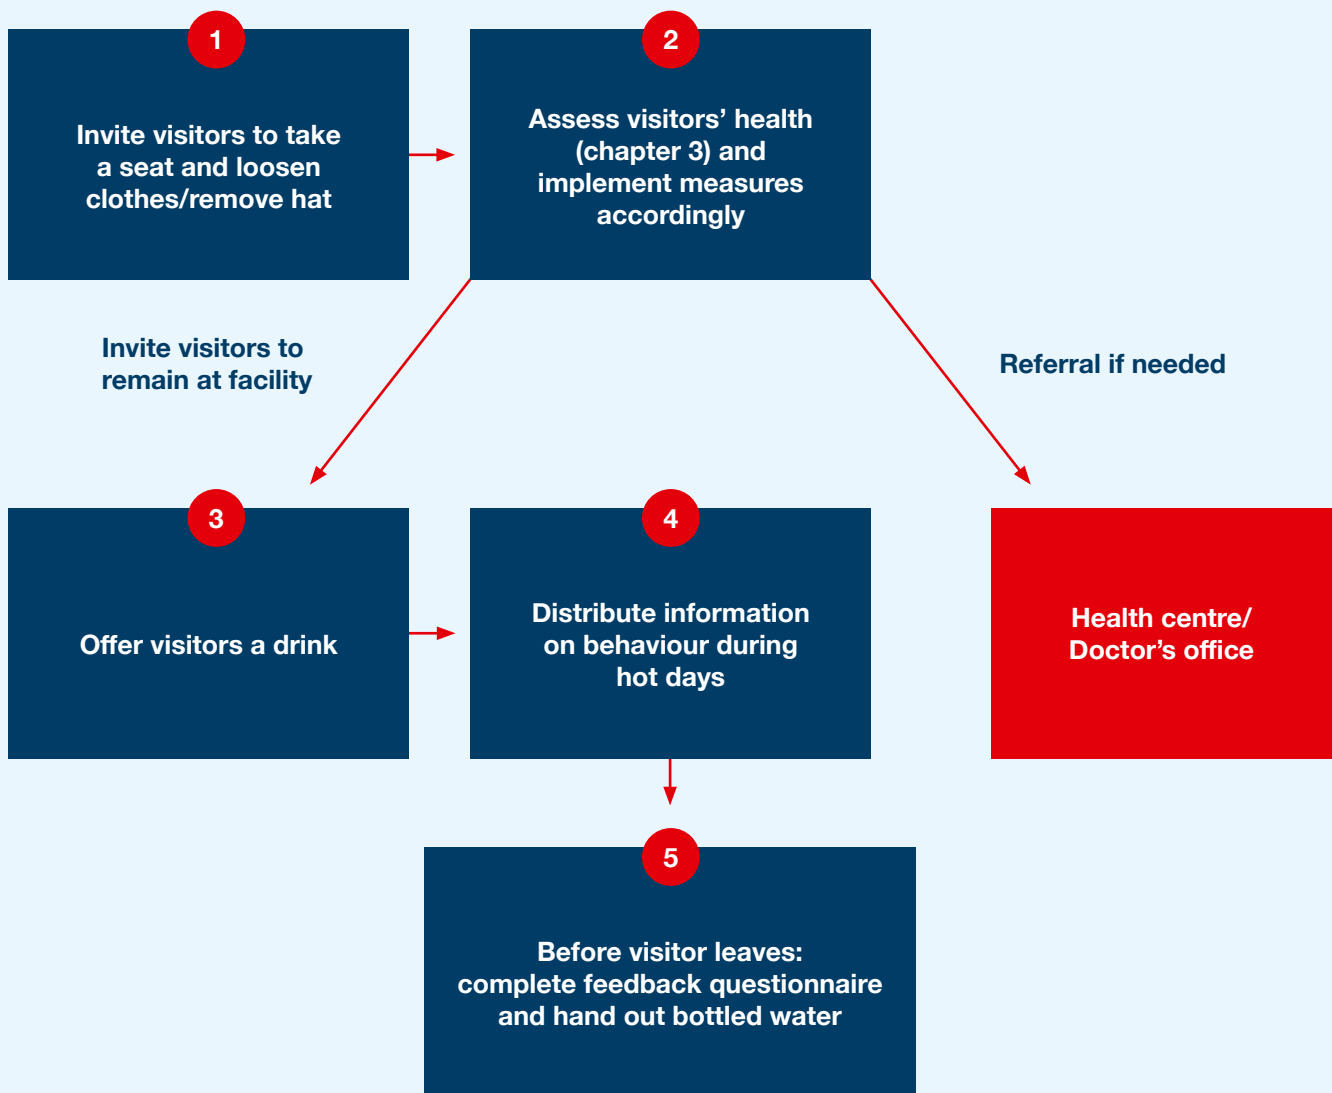 1
Invite visitors to take
a seat and loosen
clothes/remove hat
2
Assess visitors’ health
(chapter 3) and
implement measures
accordingly
Invite visitors to
remain at facility
Referral if needed
3
Offer visitors a drink
4
Distribute information
on behaviour during
hot days
Health centre/
Doctor’s office
5
Before visitor leaves:
complete feedback questionnaire
and hand out bottled water